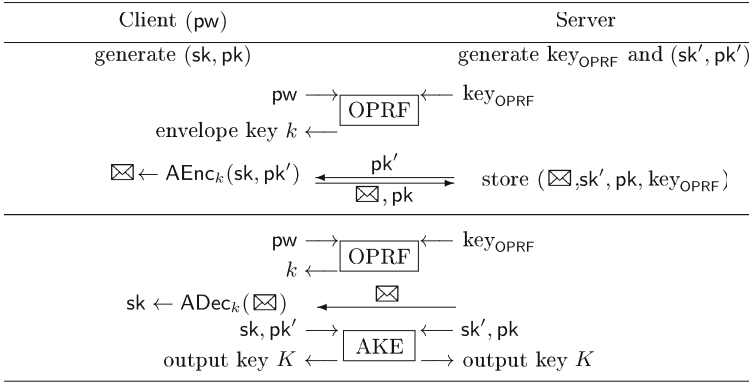 Client (pw) Server
generate (sk, pk) generate key_OPRF and (sk′, pk′)
pw → OPRF ← key_OPRF
envelope key k ←
pk′
✉ ← AEnc_k(sk, pk′) store (✉,sk′, pk, key_OPRF)
✉, pk
pw → OPRF ← key_OPRF
k ←
✉
sk ← ADec_k(✉)
sk, pk′ → AKE ← sk′, pk
output key K ← → output key K